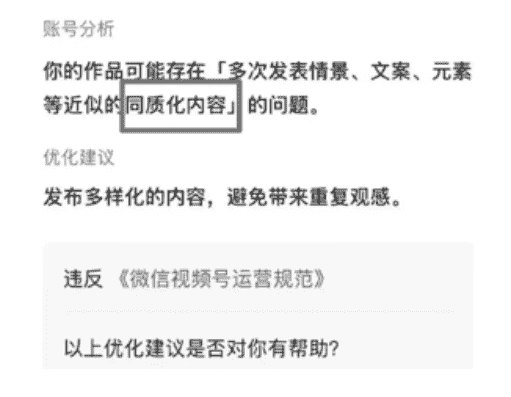 账号分析
你的作品可能存在「多次发表情景、文案、元素
等近似的同质化内容」的问题。
优化建议
发布多样化的内容，避免带来重复观感。
违反 《微信视频号运营规范》
以上优化建议是否对你有帮助？